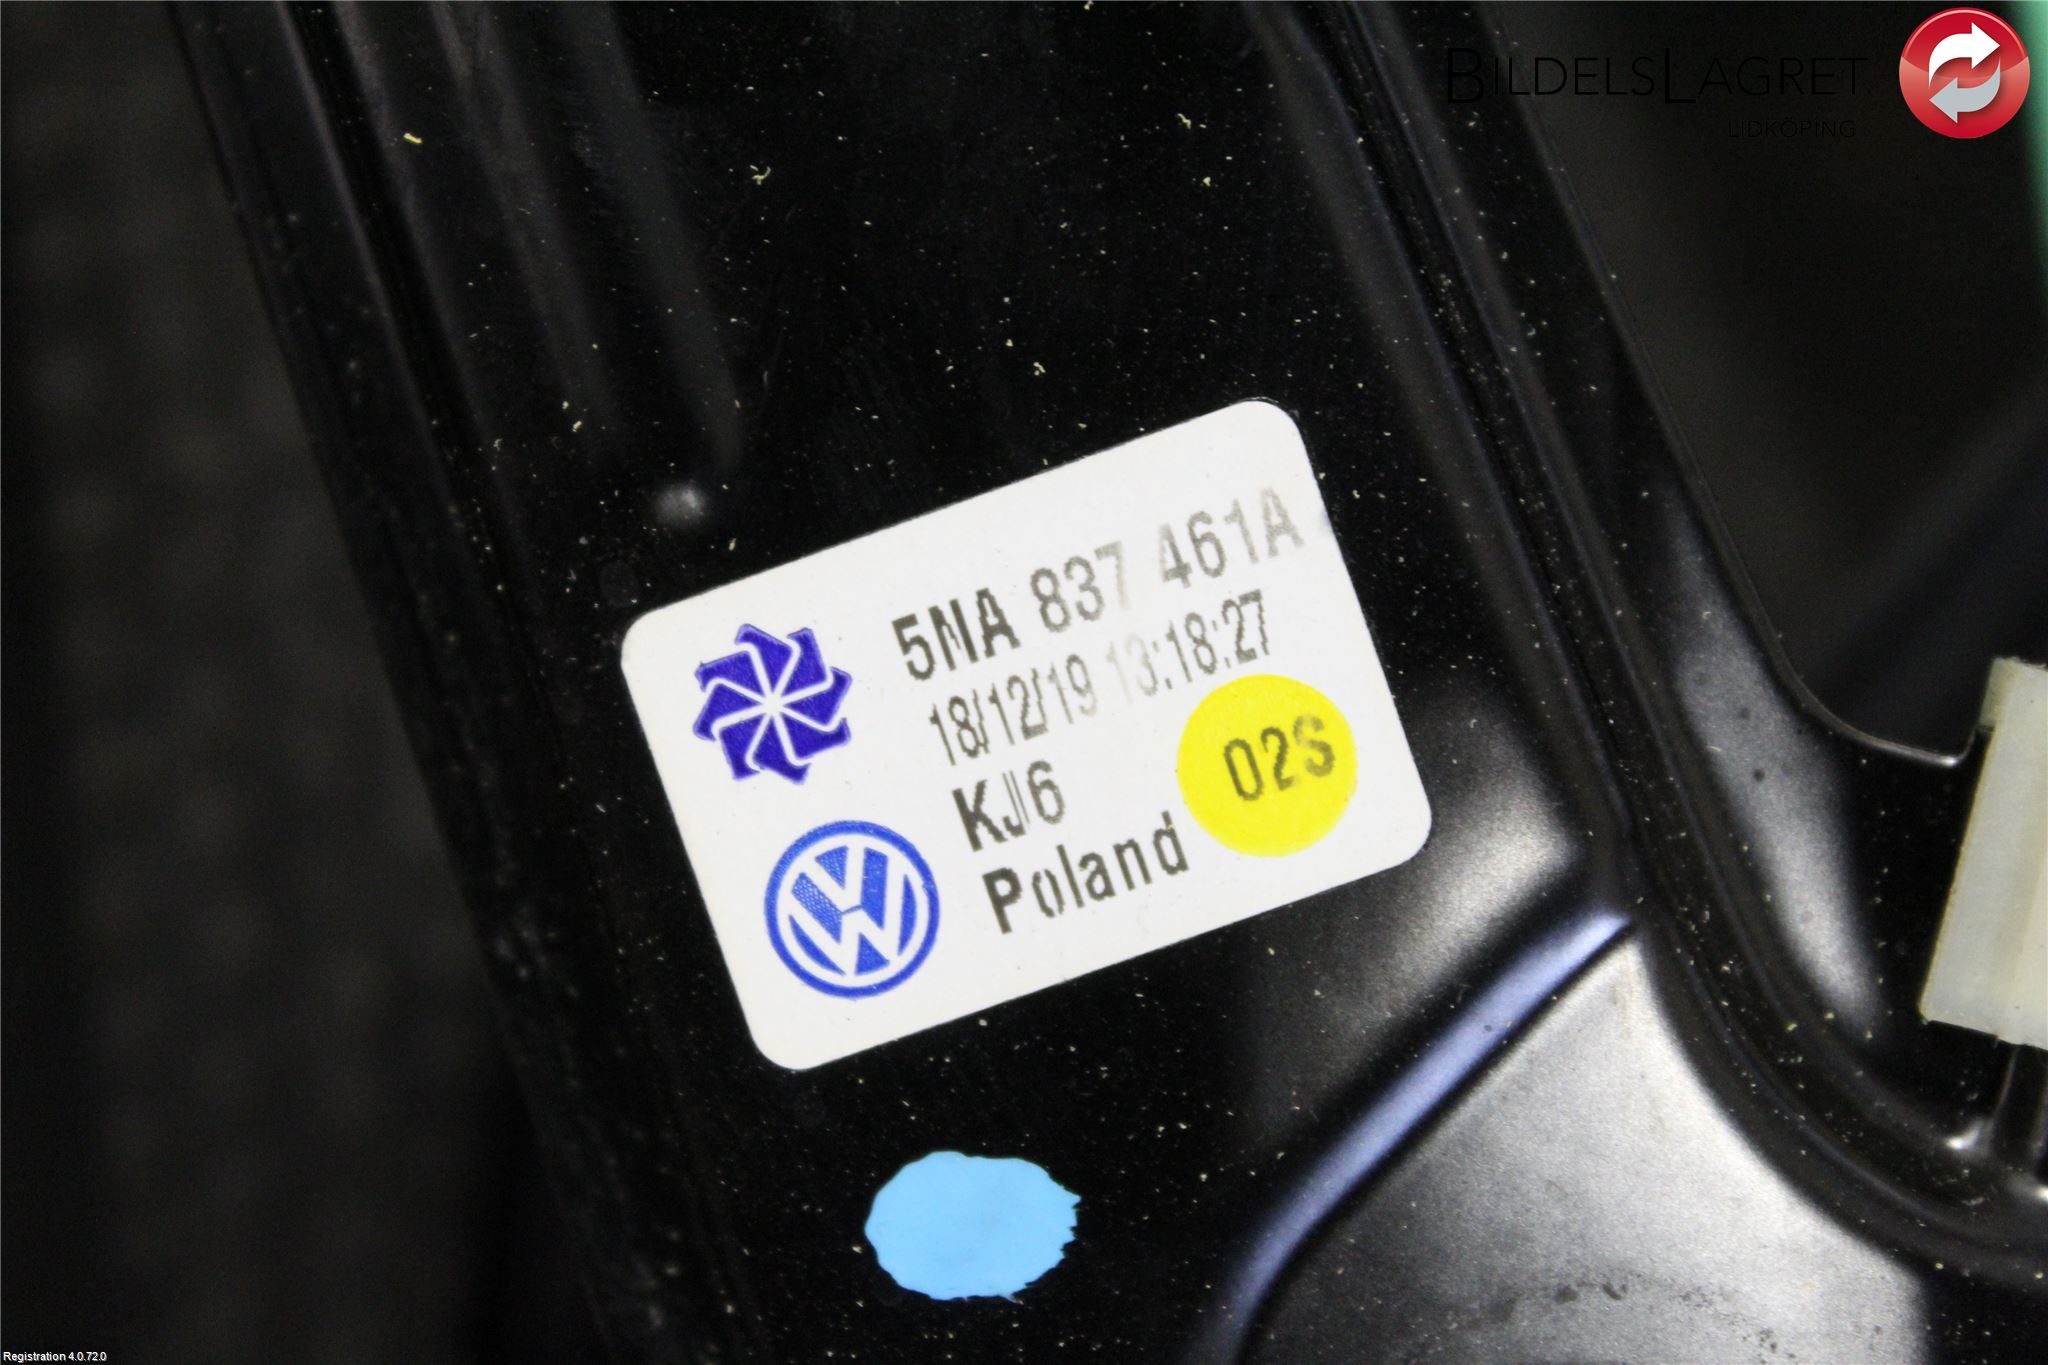 BILDELSLAGRET
LIDKÖPING
5NA 837 461A
18/12/19 13:18:27
KJ/6
02S
Poland
Registration 4.0.72.0